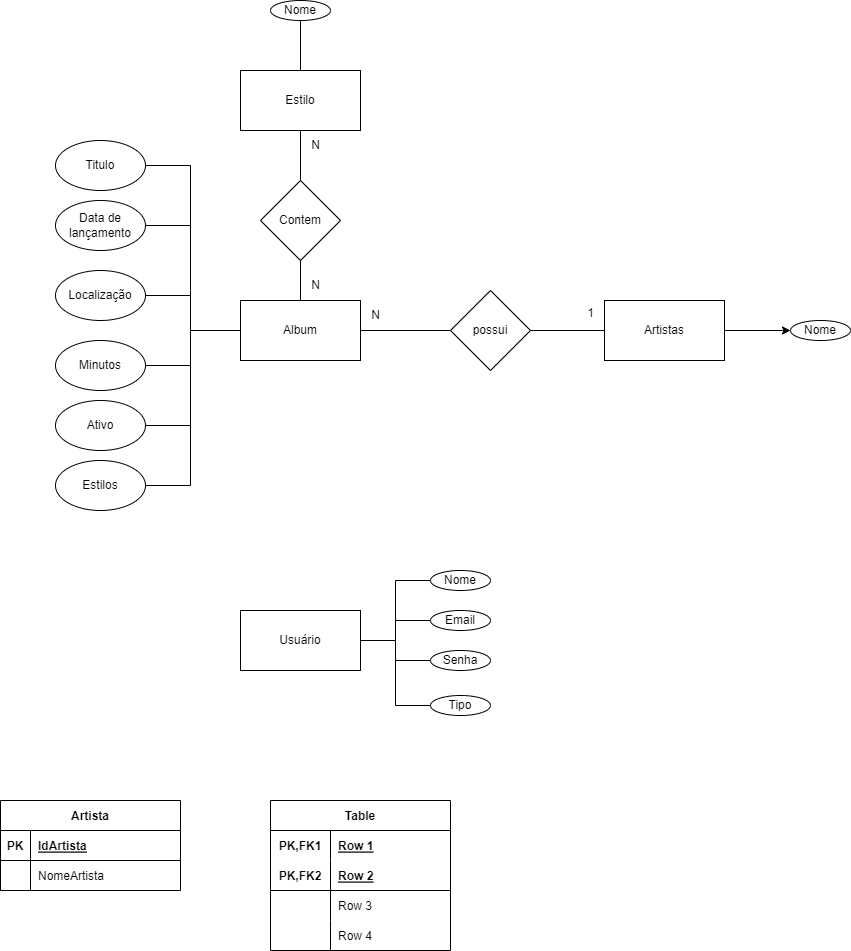 Nome
Estilo
N
Titulo
Contem
Data de
lançamento
N
Localização
N
1
Album
possui
Artistas
Nome
Minutos
Ativo
Estilos
Nome
Email
Usuário
Senha
Tipo
Artista
PK IdArtista
NomeArtista
Table
PK,FK1 Row 1
PK,FK2 Row 2
Row 3
Row 4